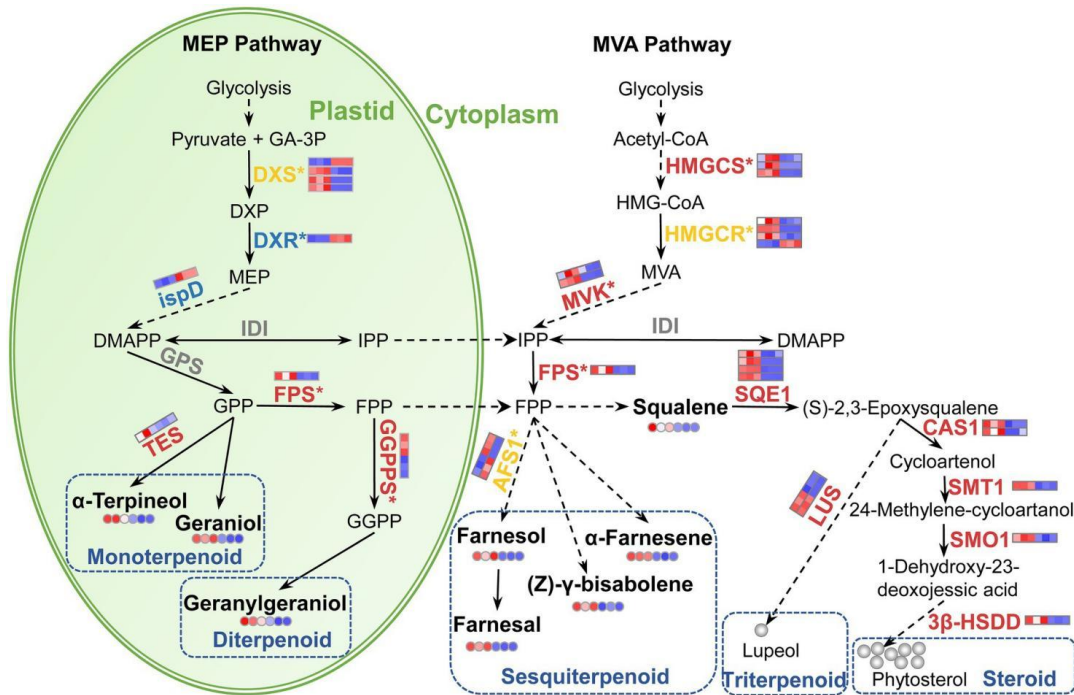 MEP Pathway
MVA Pathway
Glycolysis
Glycolysis
Plastid
Cytoplasm
Pyruvate + GA-3P
Acetyl-CoA
DXS*
HMGCS*
DXP
HMG-CoA
DXR*
HMGCR*
MEP
MVA
ispD
MVK*
DMAPP
IDI
IPP
IPP
IDI
DMAPP
GPS
FPS*
FPS*
SQE1
GPP
FPP
FPP
Squalene
(S)-2,3-Epoxysqualene
TES
GGPPS*
AFS1*
CAS1
Cycloartenol
α-Terpineol
LUS
SMT1
Geraniol
GGPP
24-Methylene-cycloartanol
Monoterpenoid
Farnesol
α-Farnesene
SMO1
(Z)-γ-bisabolene
1-Dehydroxy-23-
deoxojessic acid
Geranylgeraniol
Farnesal
3β-HSDD
Diterpenoid
Lupeol
Sesquiterpenoid
Triterpenoid
Phytosterol
Steroid